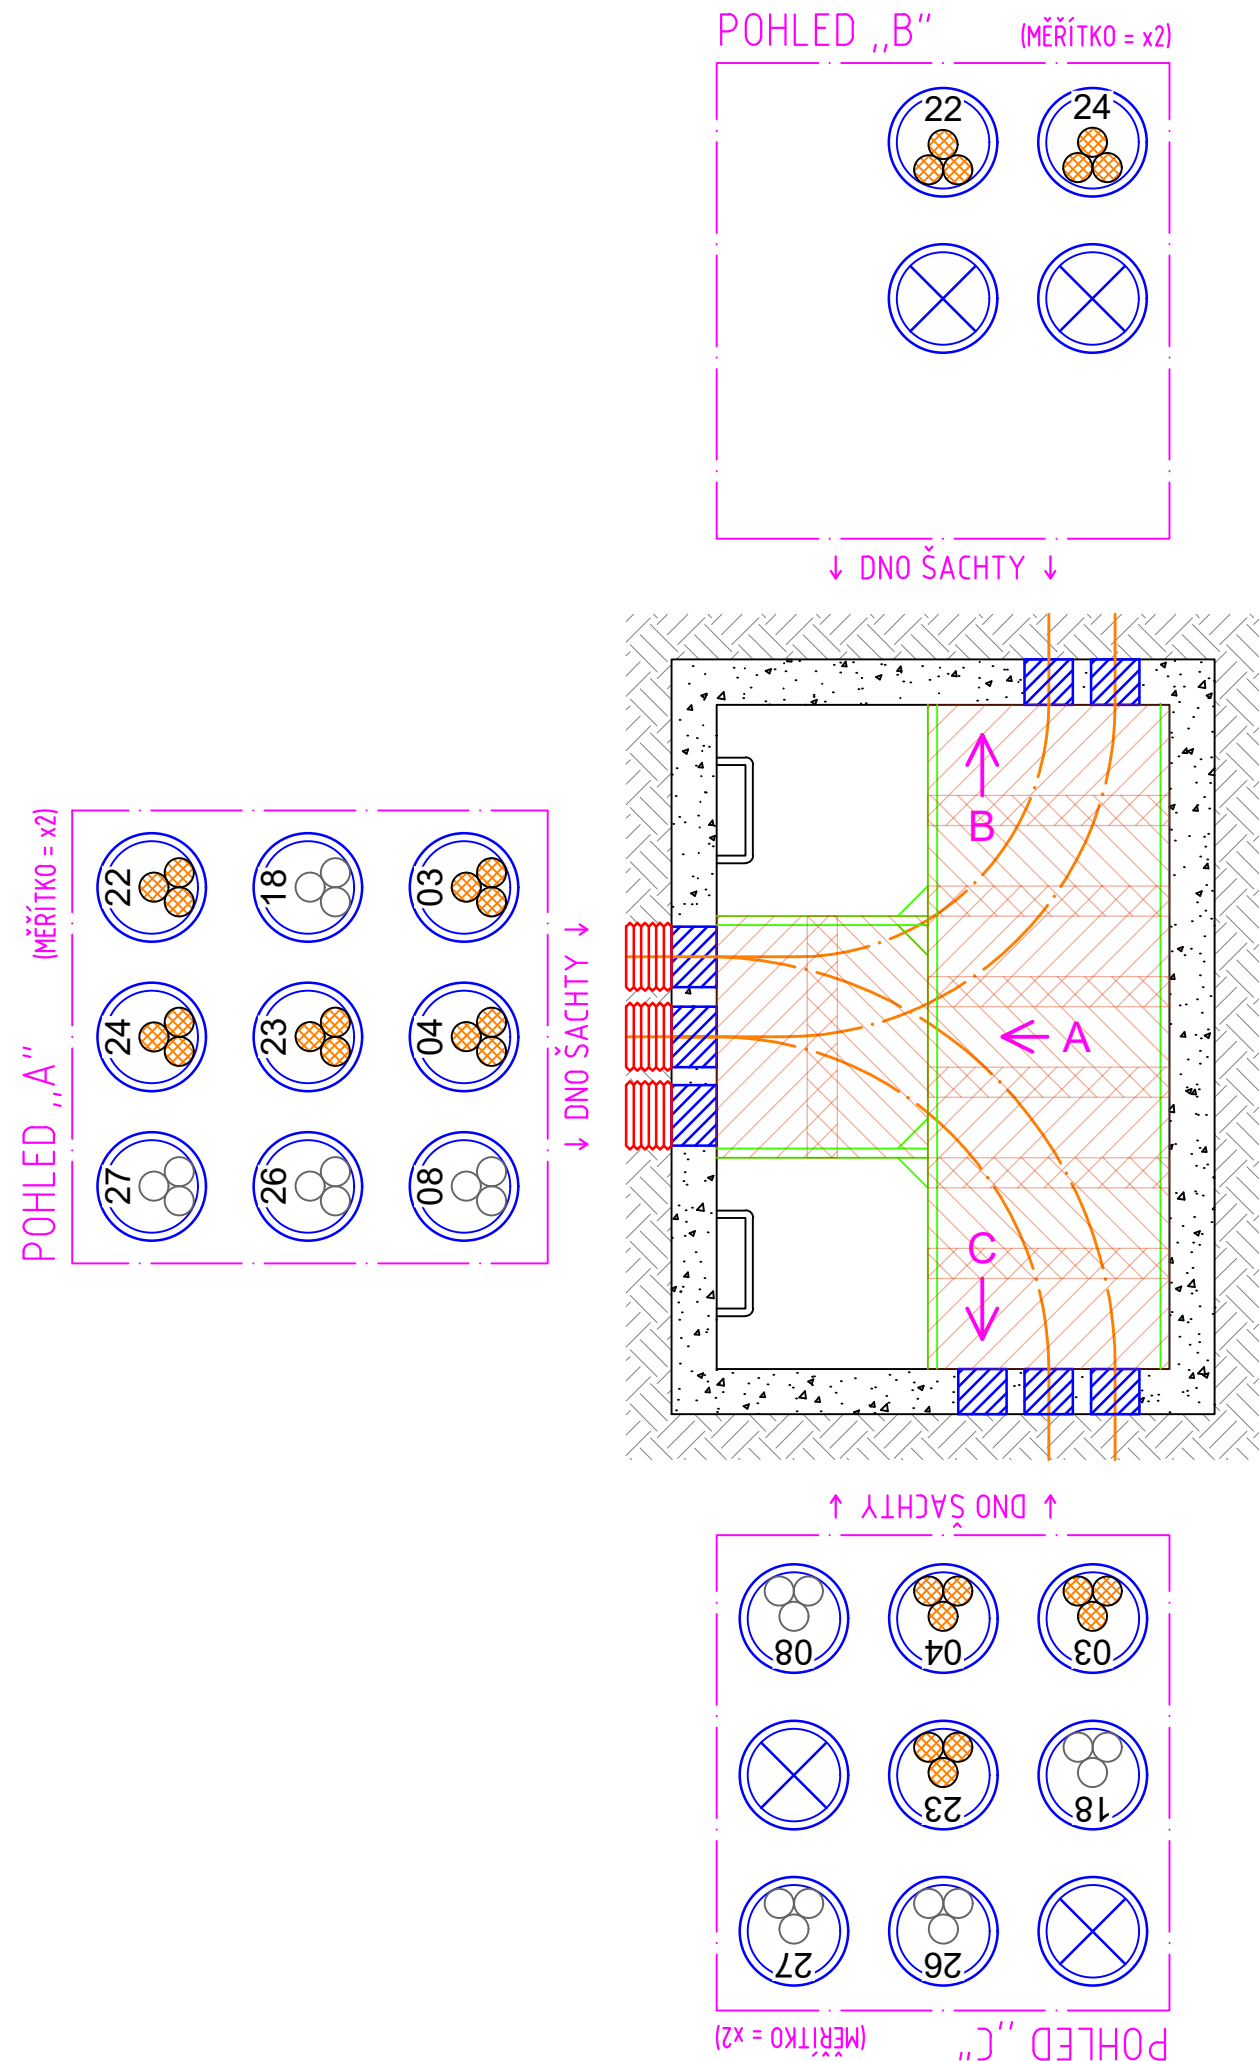 POHLED ,,B" (MĚŘÍTKO = x2)
22 24
↓ DNO ŠACHTY ↓
POHLED ,,A" (MĚŘÍTKO = x2)
27 24 22
26 23 18
08 04 03
↓ DNO ŠACHTY ↓
B
A
C
POHLED ,,C" (MĚŘÍTKO = x2)
26 27
18 23
03 04 08
↓ DNO ŠACHTY ↓